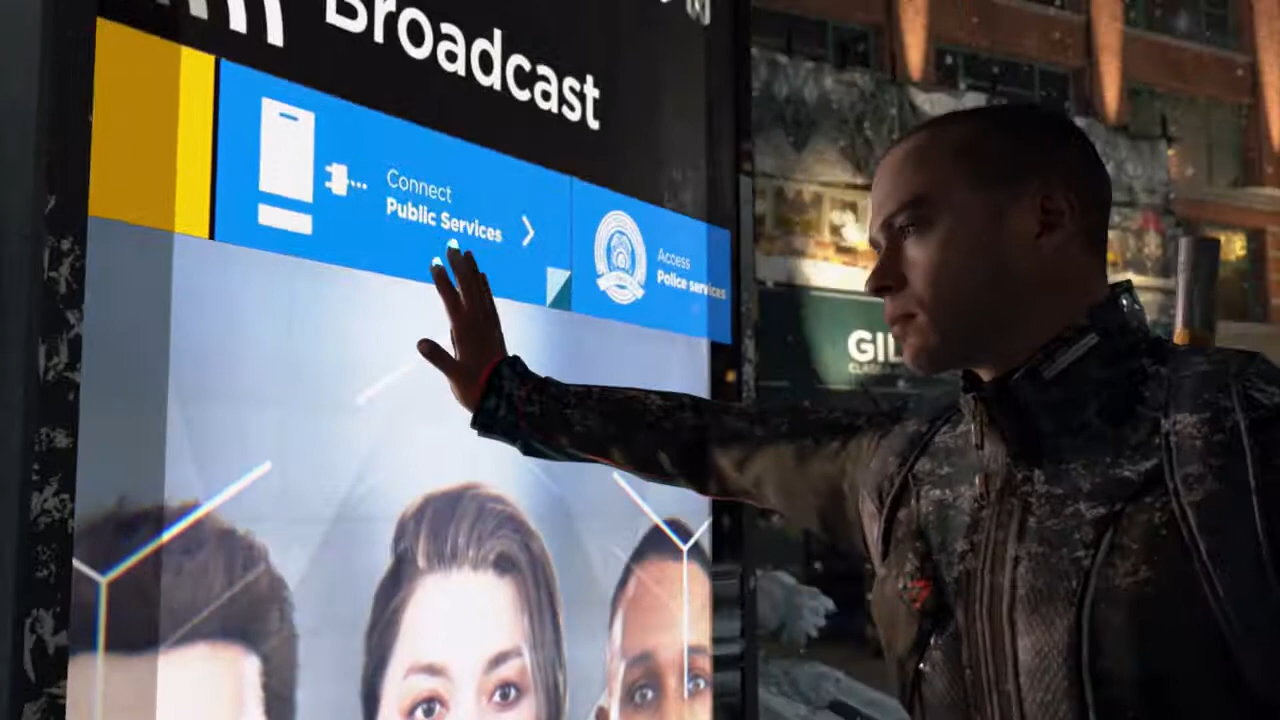 Broadcast
Connect
Public Services
Access
Police services
GIL